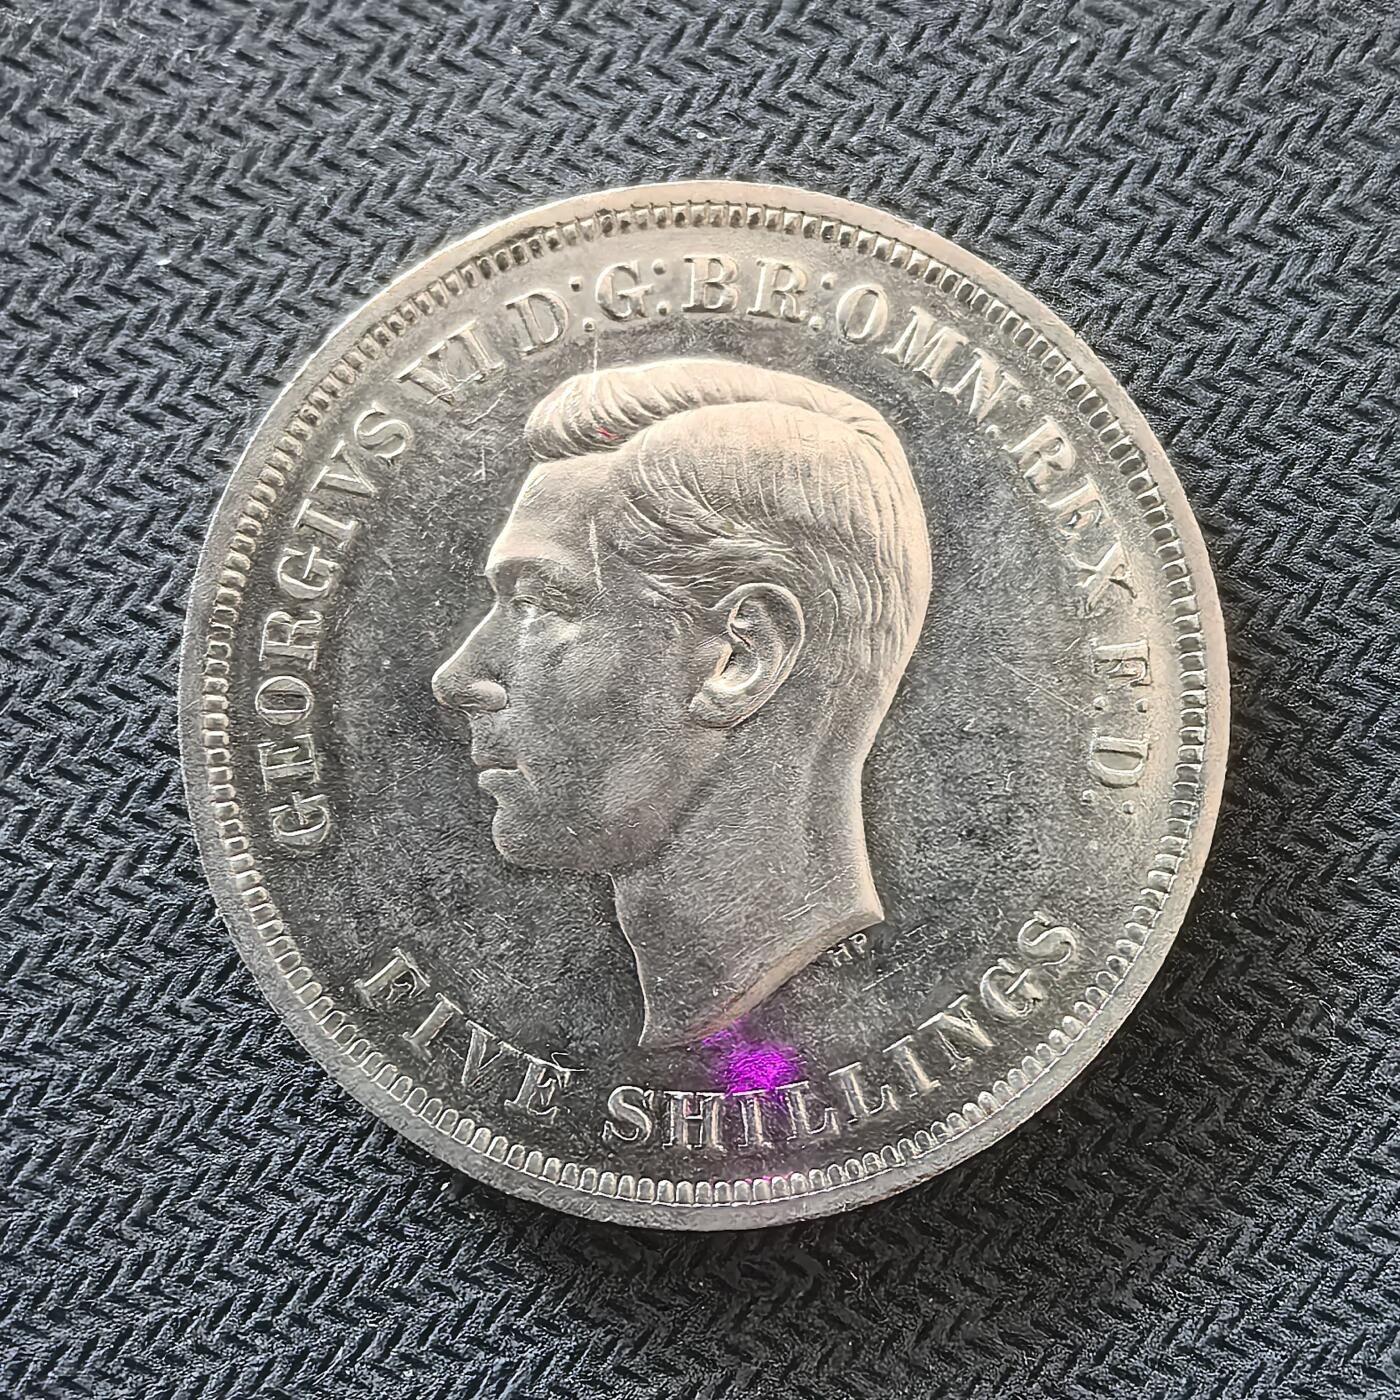 GEORGIVS VI D:G:BR:OMN:REX F:D:
HP
FIVE SHILLINGS